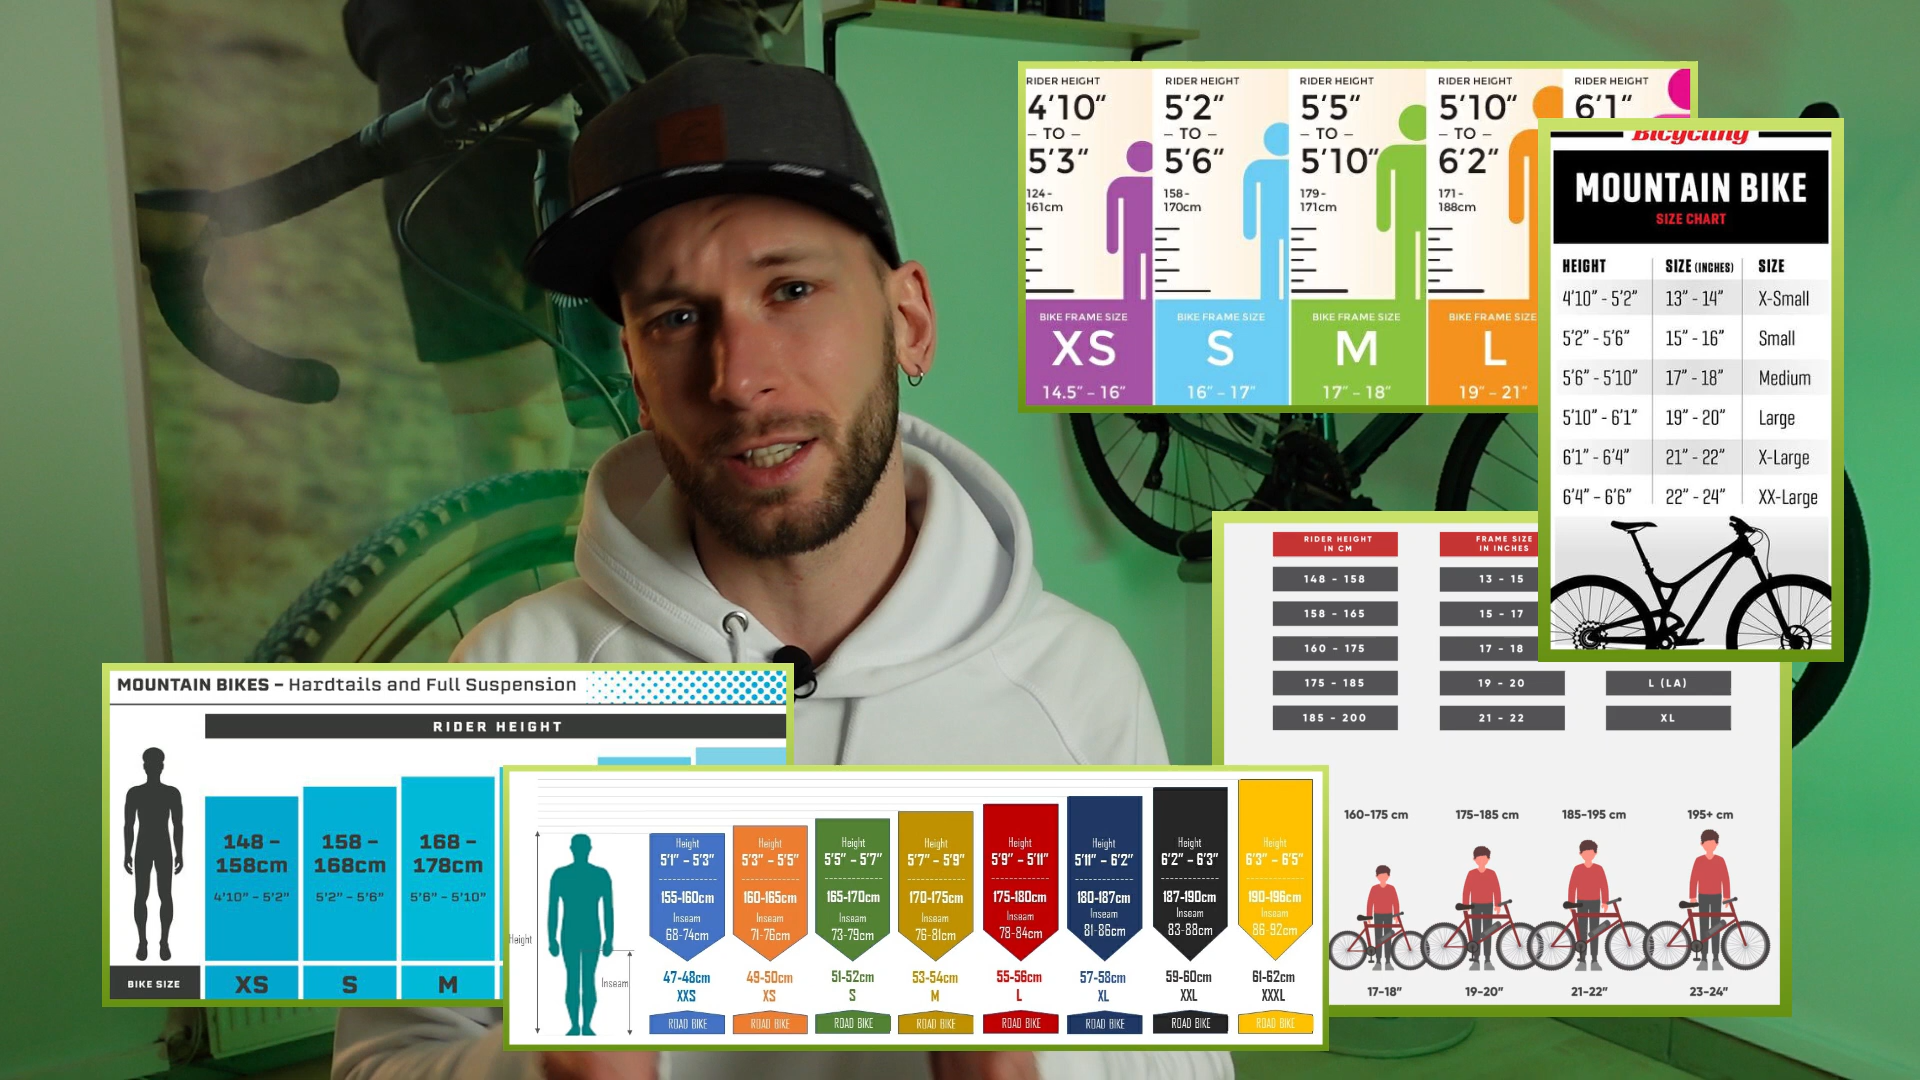 RIDER HEIGHT
4'10"
– TO –
5'3"
124 -
161cm
BIKE FRAME SIZE
XS
14.5" – 16"
RIDER HEIGHT
5'2"
– TO –
5'6"
158 -
170cm
BIKE FRAME SIZE
S
16" – 17"
RIDER HEIGHT
5'5"
– TO –
5'10"
179 -
171cm
BIKE FRAME SIZE
M
17" – 18"
RIDER HEIGHT
5'10"
– TO –
6'2"
171 -
188cm
BIKE FRAME SIZE
L
19" – 21"
RIDER HEIGHT
6'1"
Bicycling
MOUNTAIN BIKE
SIZE CHART
HEIGHT SIZE (INCHES) SIZE
4'10" - 5'2" 13" - 14" X-Small
5'2" - 5'6" 15" - 16" Small
5'6" - 5'10" 17" - 18" Medium
5'10" - 6'1" 19" - 20" Large
6'1" - 6'4" 21" - 22" X-Large
6'4" - 6'6" 22" - 24" XX-Large
RIDER HEIGHT
IN CM
FRAME SIZE
IN INCHES
148 - 158 13 - 15
158 - 165 15 - 17
160 - 175 17 - 18
175 - 185 19 - 20 L (LA)
185 - 200 21 - 22 XL
160-175 cm 175-185 cm 185-195 cm 195+ cm
17-18" 19-20" 21-22" 23-24"
MOUNTAIN BIKES – Hardtails and Full Suspension
RIDER HEIGHT
148 –
158cm
4'10" – 5'2"
158 –
168cm
5'2" – 5'6"
168 –
178cm
5'6" – 5'10"
BIKE SIZE XS S M
Height
Inseam
Height
5'1" - 5'3"
155-160cm
Inseam
68-74cm
47-48cm
XXS
ROAD BIKE
Height
5'3" - 5'5"
160-165cm
Inseam
71-76cm
49-50cm
XS
ROAD BIKE
Height
5'5" - 5'7"
165-170cm
Inseam
73-79cm
51-52cm
S
ROAD BIKE
Height
5'7" - 5'9"
170-175cm
Inseam
76-81cm
53-54cm
M
ROAD BIKE
Height
5'9" - 5'11"
175-180cm
Inseam
78-84cm
55-56cm
L
ROAD BIKE
Height
5'11" - 6'2"
180-187cm
Inseam
81-86cm
57-58cm
XL
ROAD BIKE
Height
6'2" - 6'3"
187-190cm
Inseam
83-88cm
59-60cm
XXL
ROAD BIKE
Height
6'3" - 6'5"
190-196cm
Inseam
86-92cm
61-62cm
XXXL
ROAD BIKE